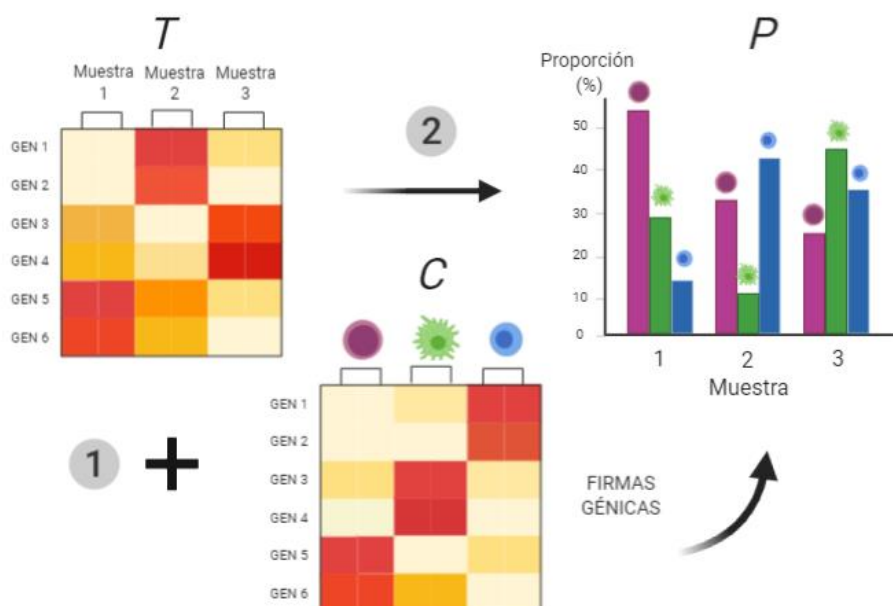 T
Muestra Muestra Muestra
1 2 3
GEN 1
GEN 2
GEN 3
GEN 4
GEN 5
GEN 6
2
P
Proporción
(%)
50
40
30
20
10
0
1 2 3
Muestra
C
GEN 1
GEN 2
GEN 3
GEN 4
GEN 5
GEN 6
1
+
FIRMAS
GÉNICAS